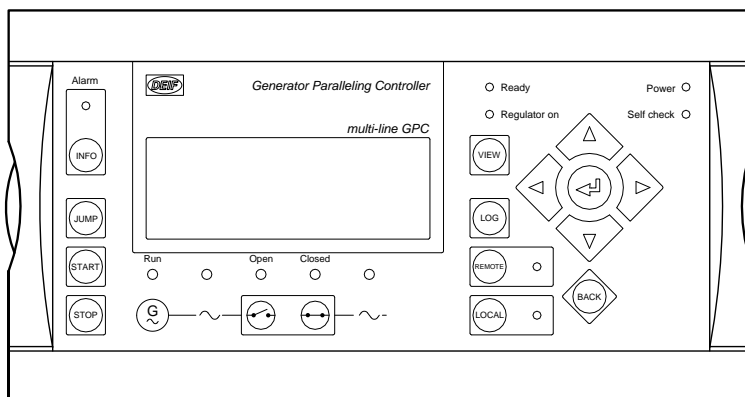 Alarm
DEIF
Generator Paralleling Controller
Ready
Power
Regulator on
Self check
multi-line GPC
INFO
VIEW
JUMP
LOG
START
Run
Open
Closed
REMOTE
BACK
STOP
G
LOCAL